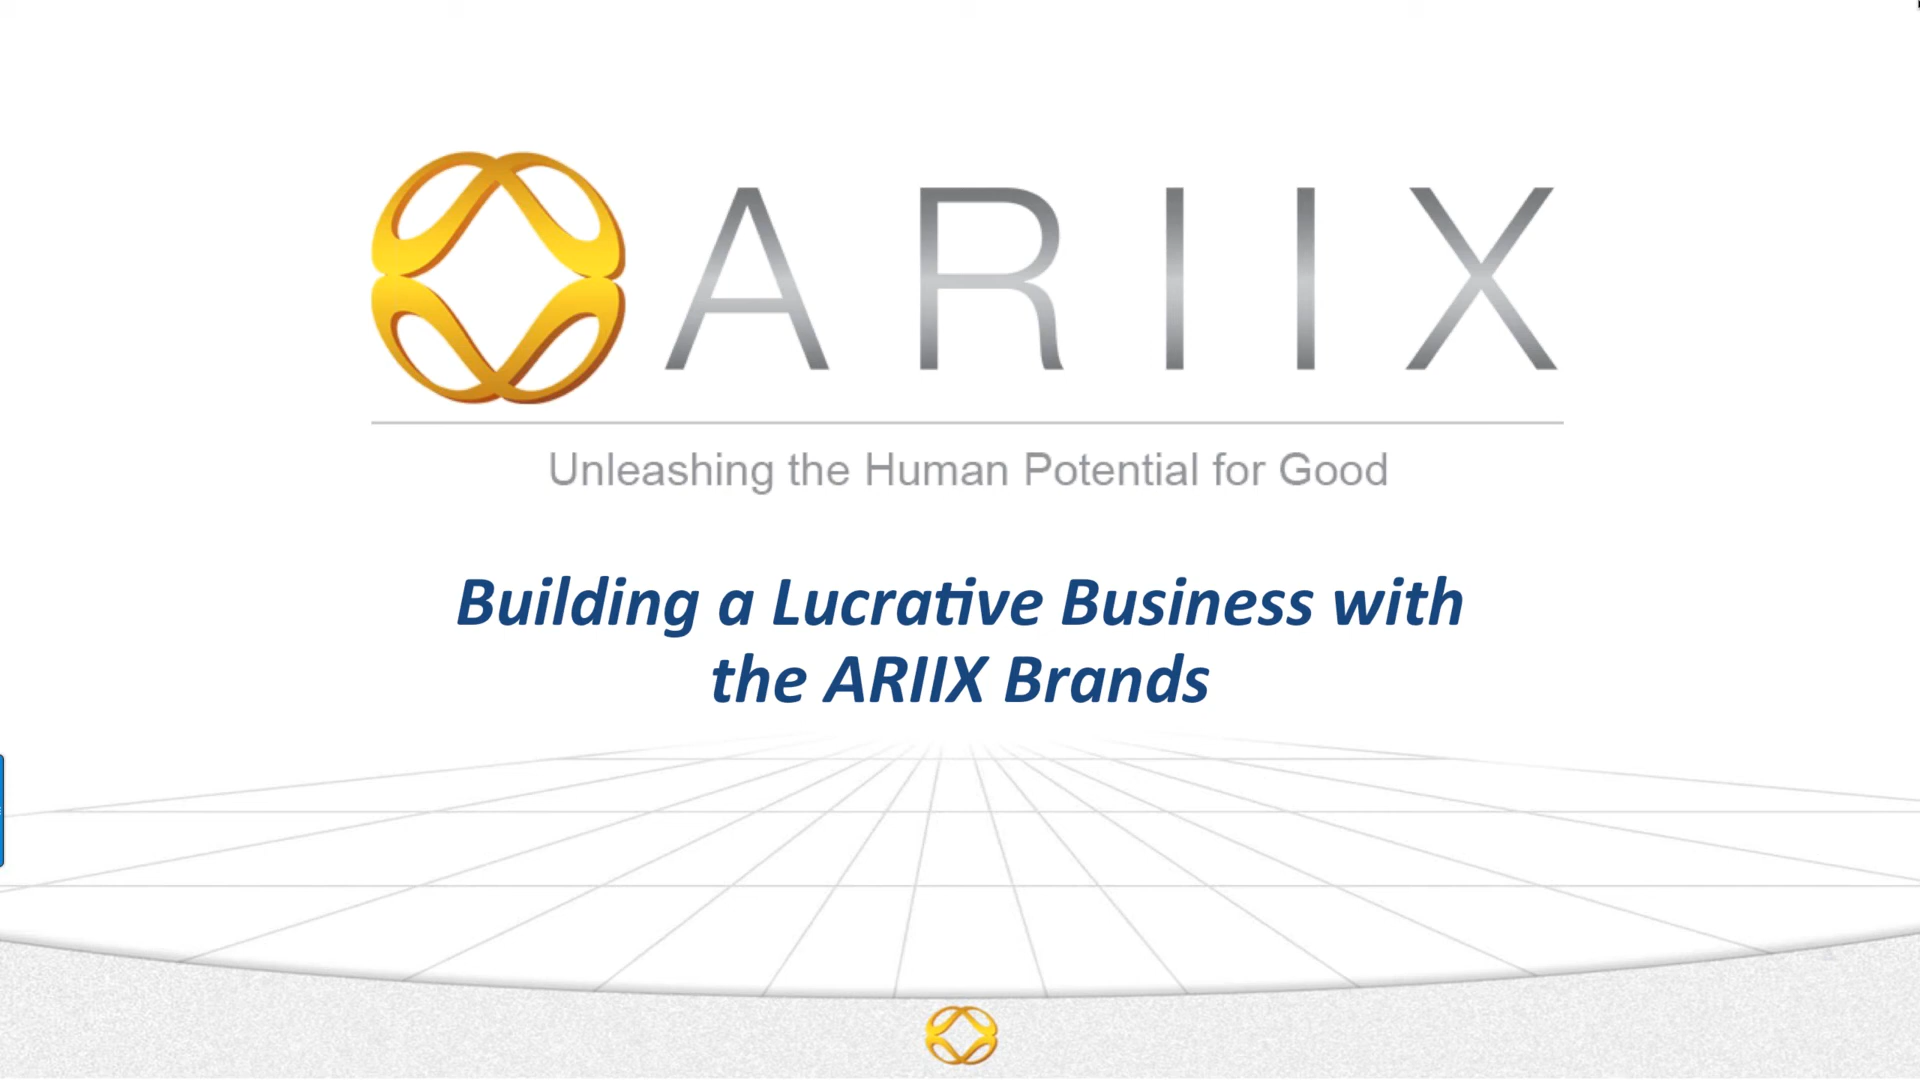 ARIIX
Unleashing the Human Potential for Good
Building a Lucrative Business with
the ARIIX Brands